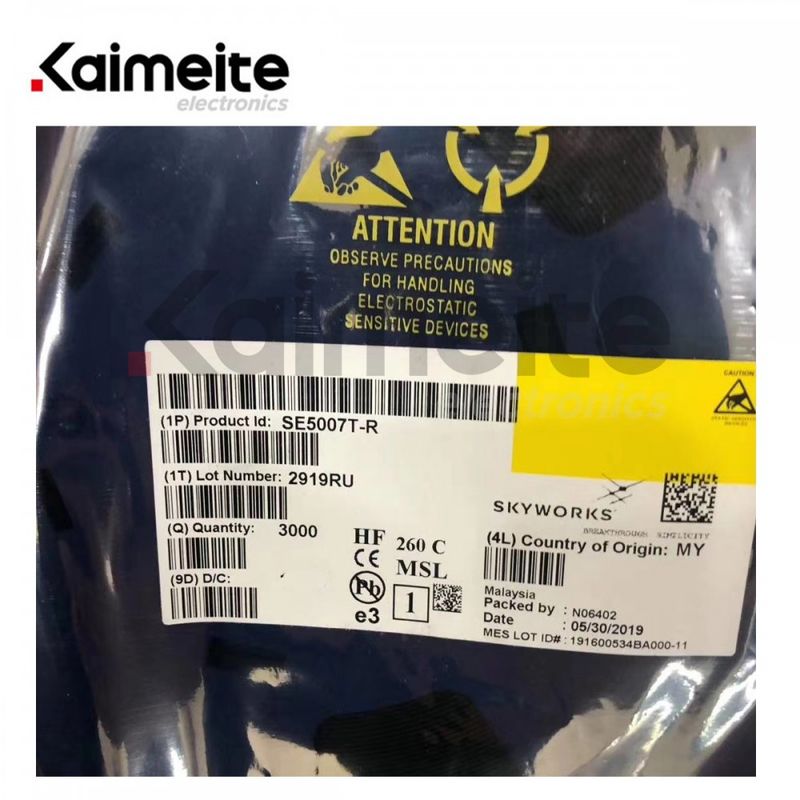 Kaimeite
electronics
ATTENTION
OBSERVE PRECAUTIONS
FOR HANDLING
ELECTROSTATIC
SENSITIVE DEVICES
Kaimeite
electronics
CAUTION
(1P) Product Id: SE5007T-R
(1T) Lot Number: 2919RU
(Q) Quantity: 3000
(9D) D/C:
HF 260 C
CE MSL
Pb 1
e3
SKYWORKS
BREAKTHROUGH SIMPLICITY
(4L) Country of Origin: MY
Malaysia
Packed by : N06402
Date : 05/30/2019
MES LOT ID# : 191600534BA000-11